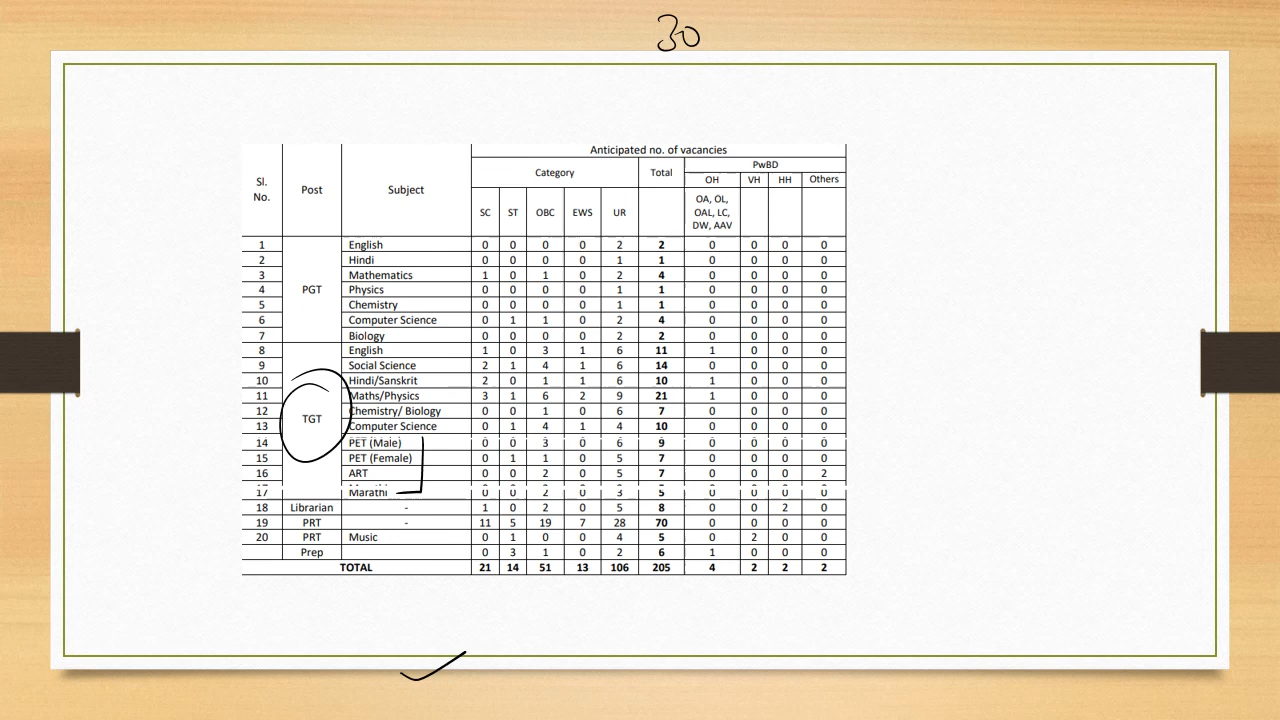 30
Anticipated no. of vacancies
Sl. No. Post Subject Category Total PwBD
OH VH HH Others
SC ST OBC EWS UR OA, OL, OAL, LC, DW, AAV
1 PGT English 0 0 0 0 2 2 0 0 0 0
2 Hindi 0 0 0 0 1 1 0 0 0 0
3 Mathematics 1 0 1 0 2 4 0 0 0 0
4 Physics 0 0 0 0 1 1 0 0 0 0
5 Chemistry 0 0 0 0 1 1 0 0 0 0
6 Computer Science 0 1 1 0 2 4 0 0 0 0
7 Biology 0 0 0 0 2 2 0 0 0 0
8 TGT English 1 0 3 1 6 11 1 0 0 0
9 Social Science 2 1 4 1 6 14 0 0 0 0
10 Hindi/Sanskrit 2 0 1 1 6 10 1 0 0 0
11 Maths/Physics 3 1 6 2 9 21 1 0 0 0
12 Chemistry/ Biology 0 0 1 0 6 7 0 0 0 0
13 Computer Science 0 1 4 1 4 10 0 0 0 0
14 PET (Male) 0 0 3 0 6 9 0 0 0 0
15 PET (Female) 0 1 1 0 5 7 0 0 0 0
16 ART 0 0 2 0 5 7 0 0 0 2
17 Marathi 0 0 2 0 3 5 0 0 0 0
18 Librarian - 1 0 2 0 5 8 0 0 2 0
19 PRT - 11 5 19 7 28 70 0 0 0 0
20 PRT Music 0 1 0 0 4 5 0 2 0 0
Prep 0 3 1 0 2 6 1 0 0 0
TOTAL 21 14 51 13 106 205 4 2 2 2